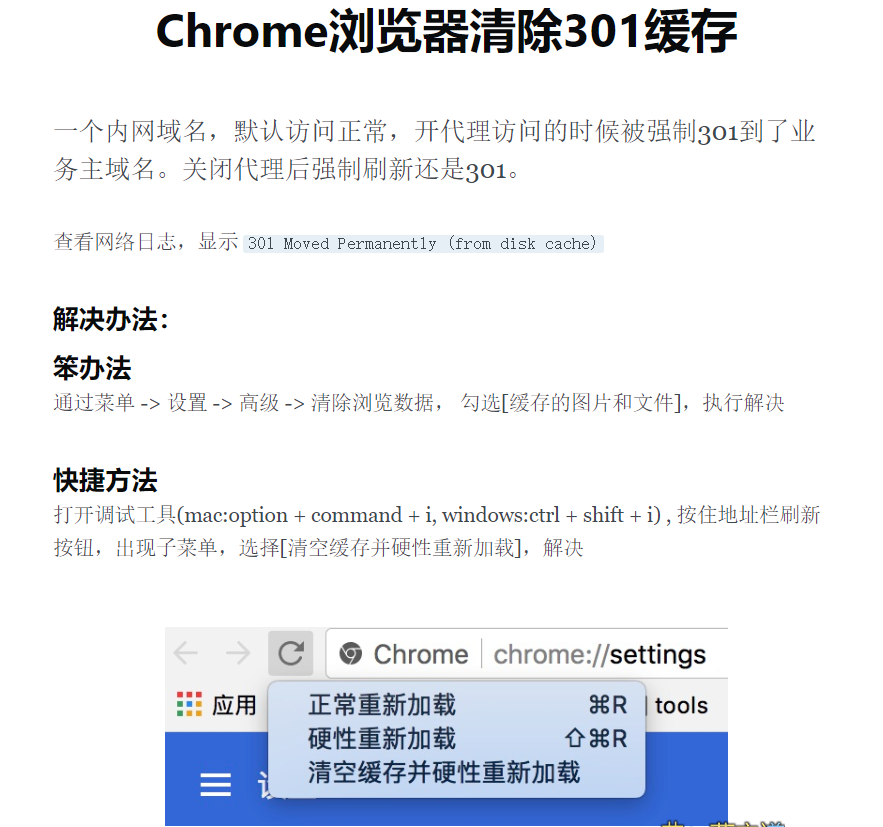 Chrome浏览器清除301缓存
一个内网域名，默认访问正常，开代理访问的时候被强制301到了业
务主域名。关闭代理后强制刷新还是301。
查看网络日志，显示 301 Moved Permanently (from disk cache)
解决办法：
笨办法
通过菜单 -> 设置 -> 高级 -> 清除浏览数据， 勾选[缓存的图片和文件]，执行解决
快捷方法
打开调试工具(mac:option + command + i, windows:ctrl + shift + i) , 按住地址栏刷新
按钮，出现子菜单，选择[清空缓存并硬性重新加载]，解决
Chrome chrome://settings
应用 正常重新加载 ⌘R tools
硬性重新加载 ⇧⌘R
清空缓存并硬性重新加载